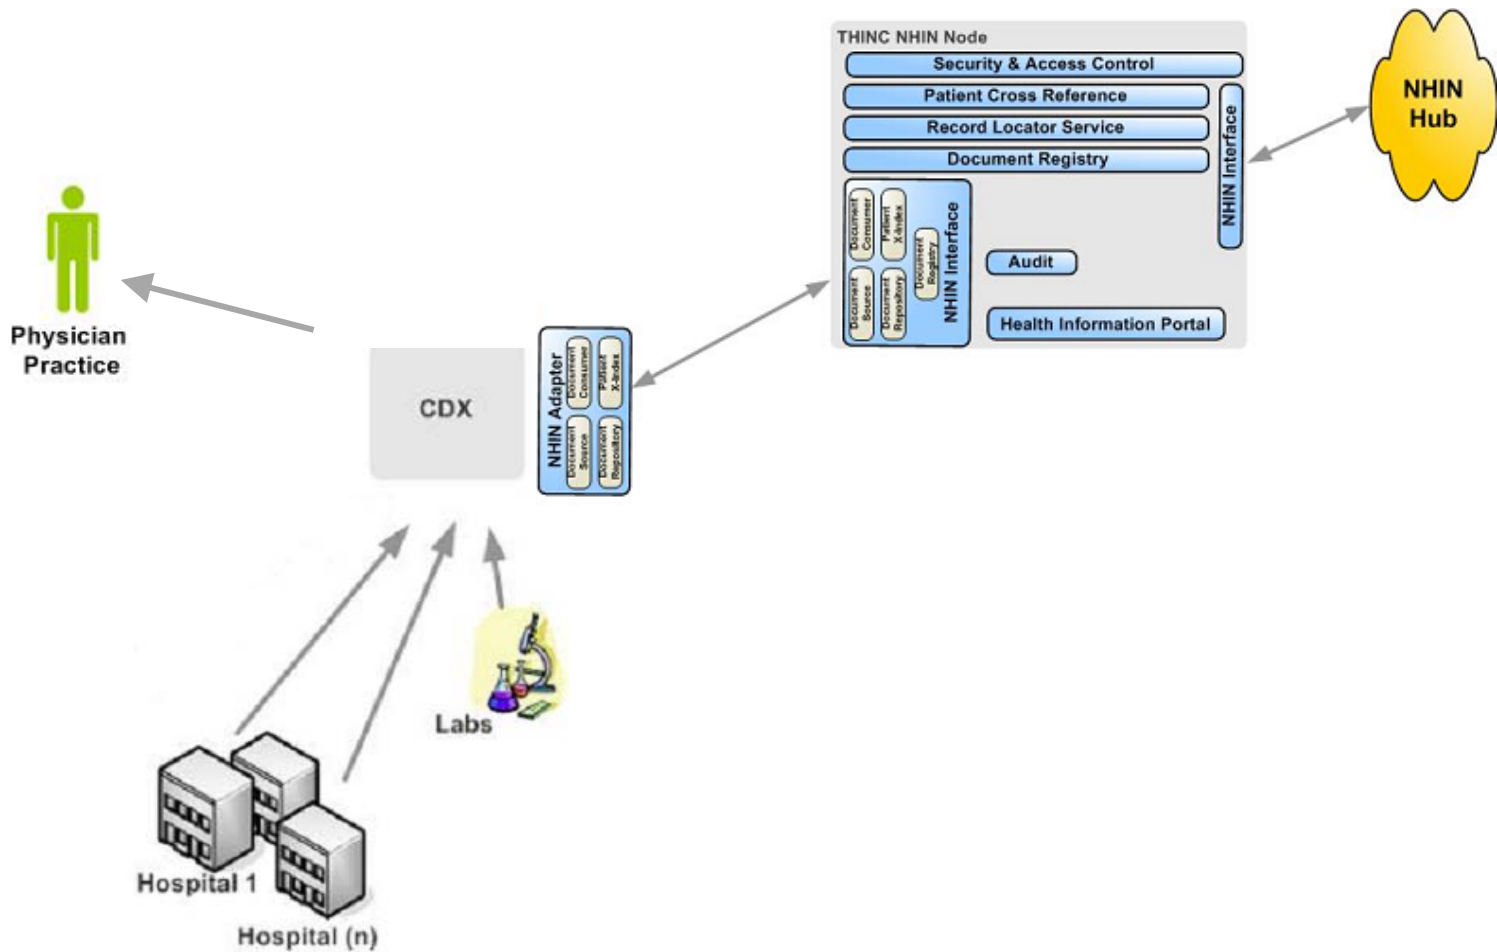 THINC NHIN Node
Security & Access Control
Patient Cross Reference
Record Locator Service
Document Registry
NHIN Interface
NHIN
Hub
Document
Consumer
Patient
X-Index
Document
Source
Document
Repository
Document
Registry
NHIN Interface
Audit
Health Information Portal
Physician
Practice
CDX
NHIN Adapter
Document
Consumer
Patient
X-Index
Document
Source
Document
Repository
Labs
Hospital 1
Hospital (n)